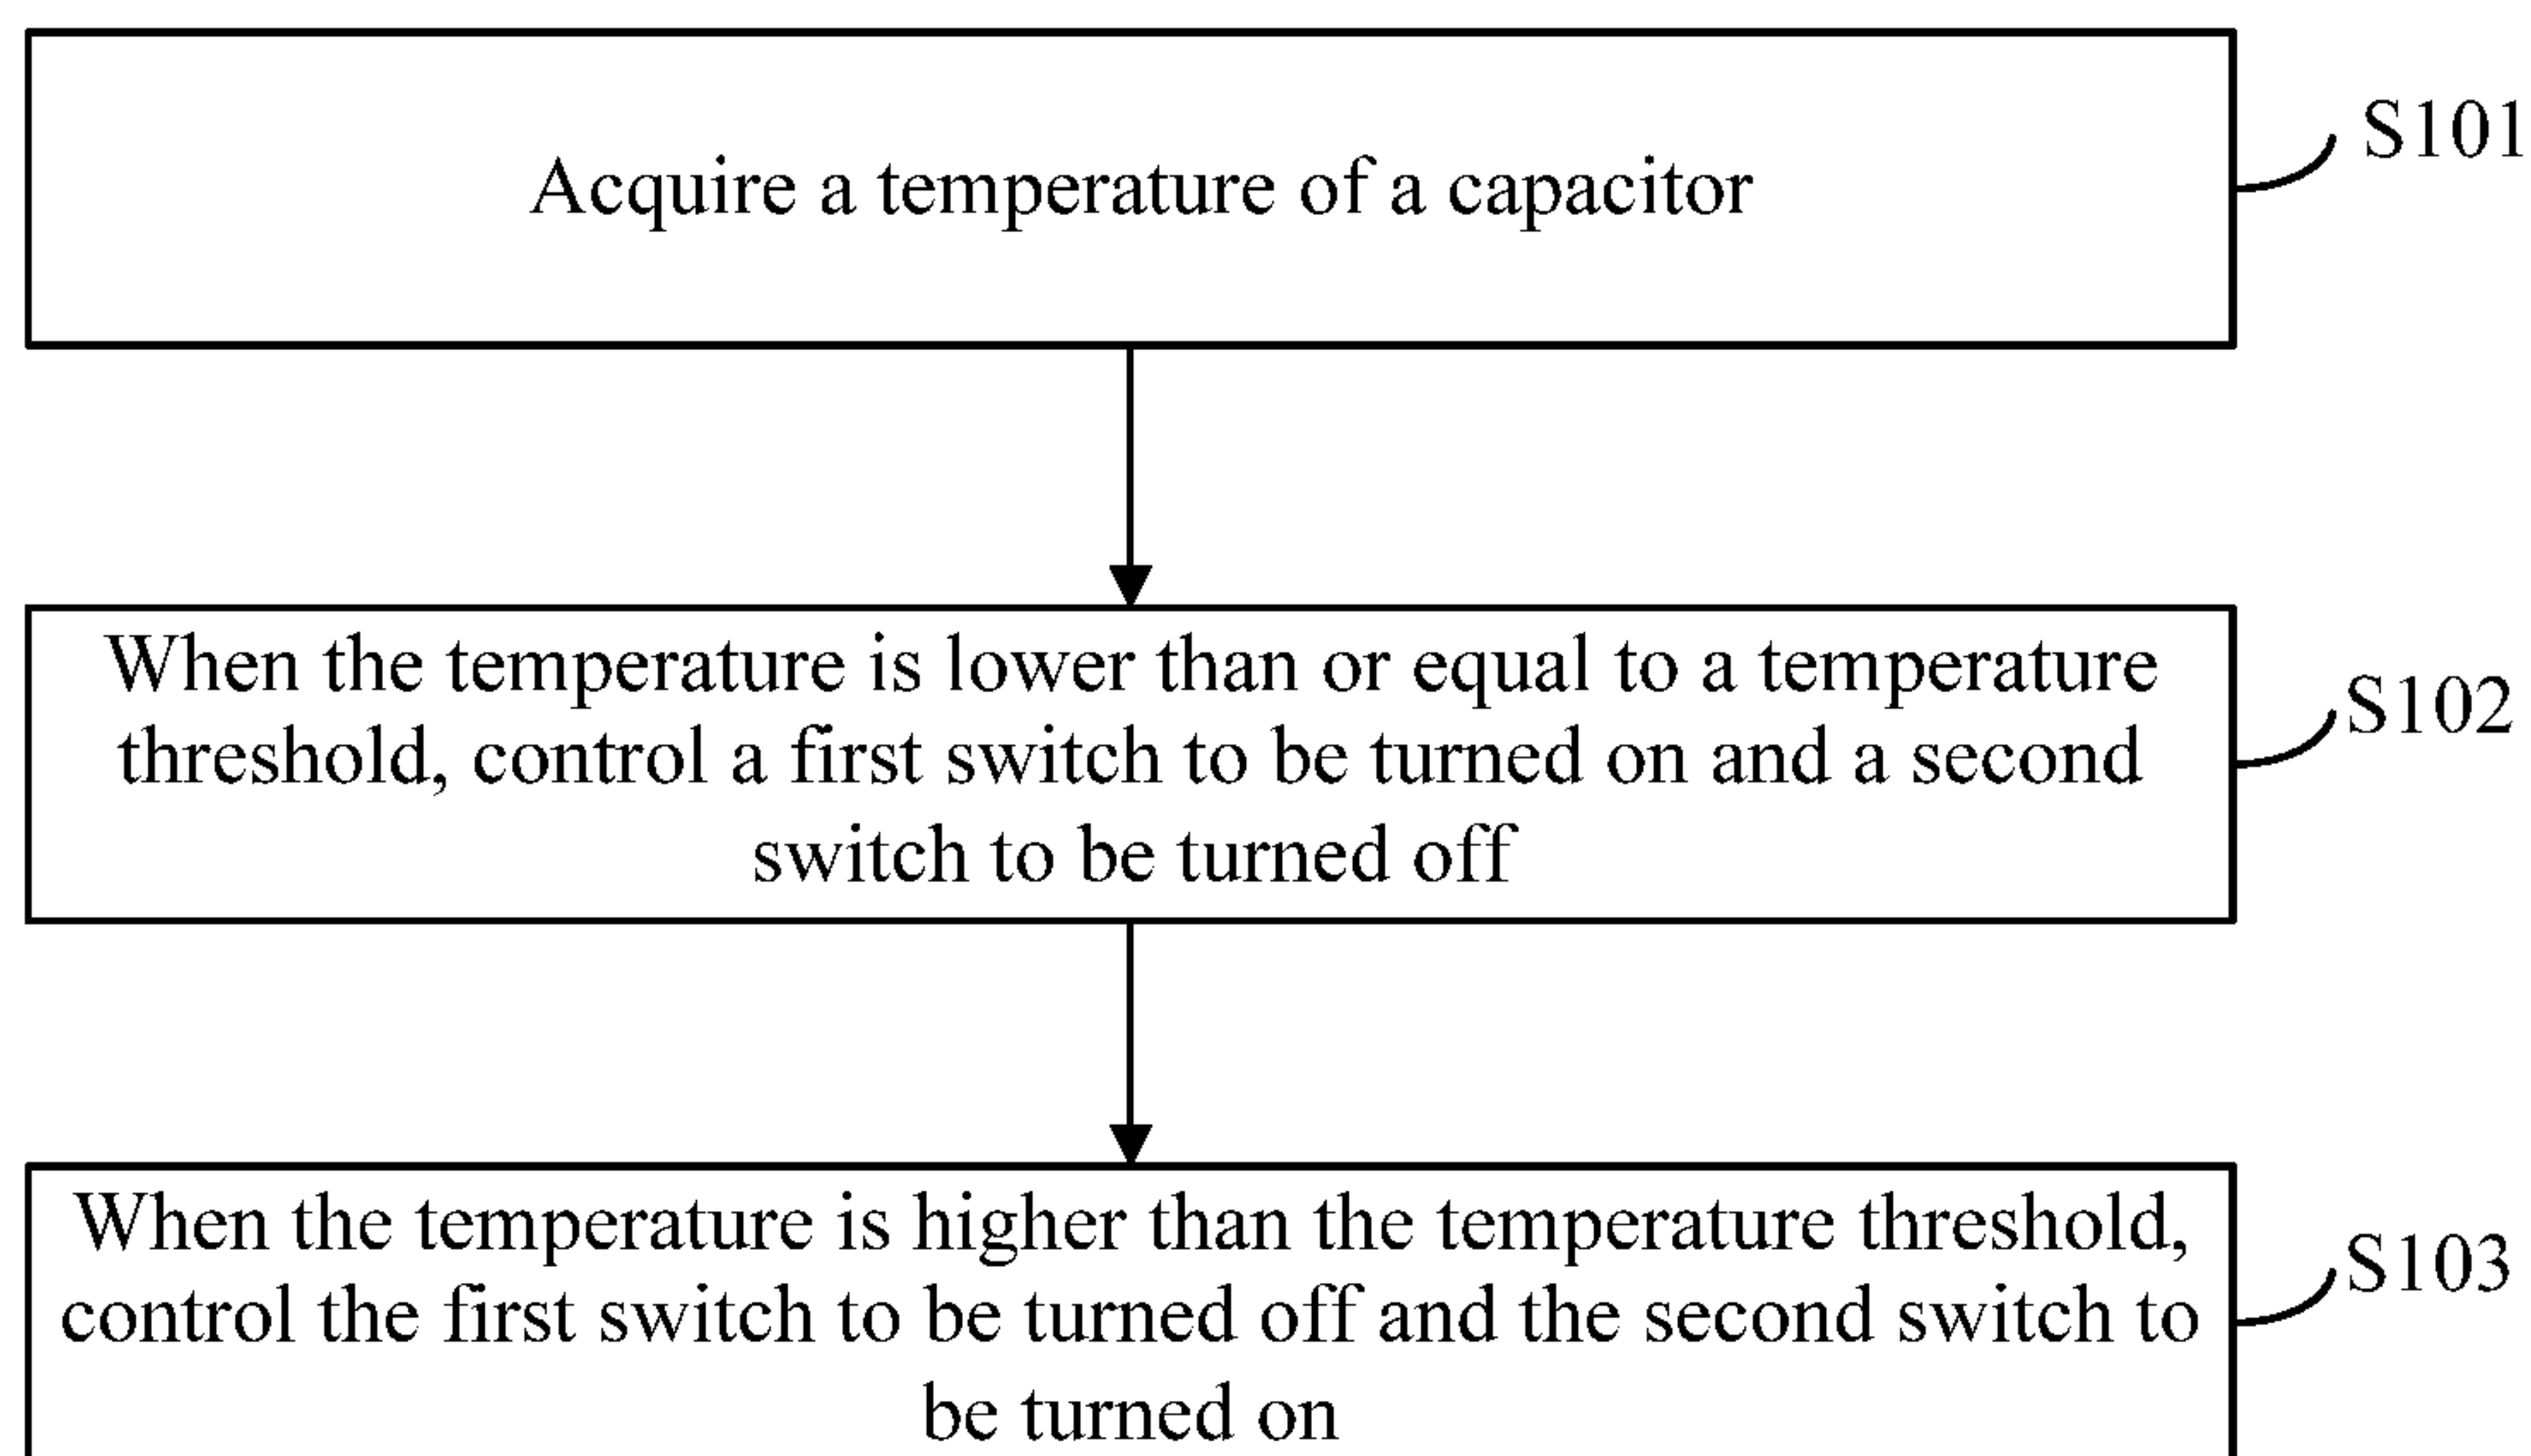 Acquire a temperature of a capacitor
S101
When the temperature is lower than or equal to a temperature
threshold, control a first switch to be turned on and a second
switch to be turned off
S102
When the temperature is higher than the temperature threshold,
control the first switch to be turned off and the second switch to
be turned on
S103